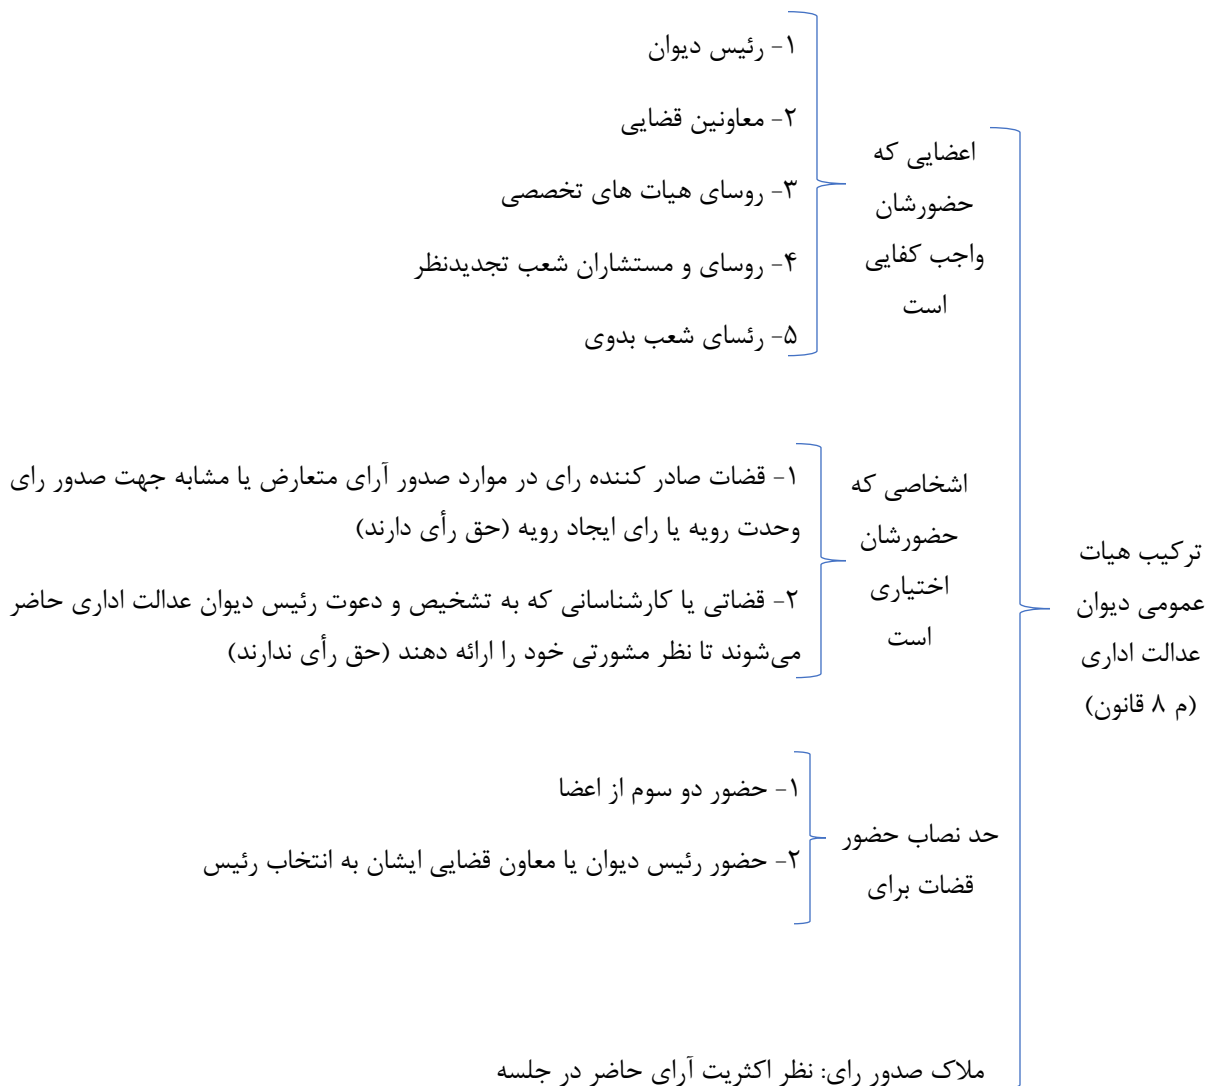 ترکیب هیات
عمومی دیوان
عدالت اداری
(م ۸ قانون)
اعضایی که
حضورشان
واجب کفایی
است
۱- رئیس دیوان
۲- معاونین قضایی
۳- روسای هیات های تخصصی
۴- روسای و مستشاران شعب تجدیدنظر
۵- رئسای شعب بدوی
اشخاصی که
حضورشان
اختیاری
است
۱- قضات صادر کننده رای در موارد صدور آرای متعارض یا مشابه جهت صدور رای
وحدت رویه یا رای ایجاد رویه (حق رأی دارند)
۲- قضاتی یا کارشناسانی که به تشخیص و دعوت رئیس دیوان عدالت اداری حاضر
می‌شوند تا نظر مشورتی خود را ارائه دهند (حق رأی ندارند)
حد نصاب حضور
قضات برای
۱- حضور دو سوم از اعضا
۲- حضور رئیس دیوان یا معاون قضایی ایشان به انتخاب رئیس
ملاک صدور رای: نظر اکثریت آرای حاضر در جلسه